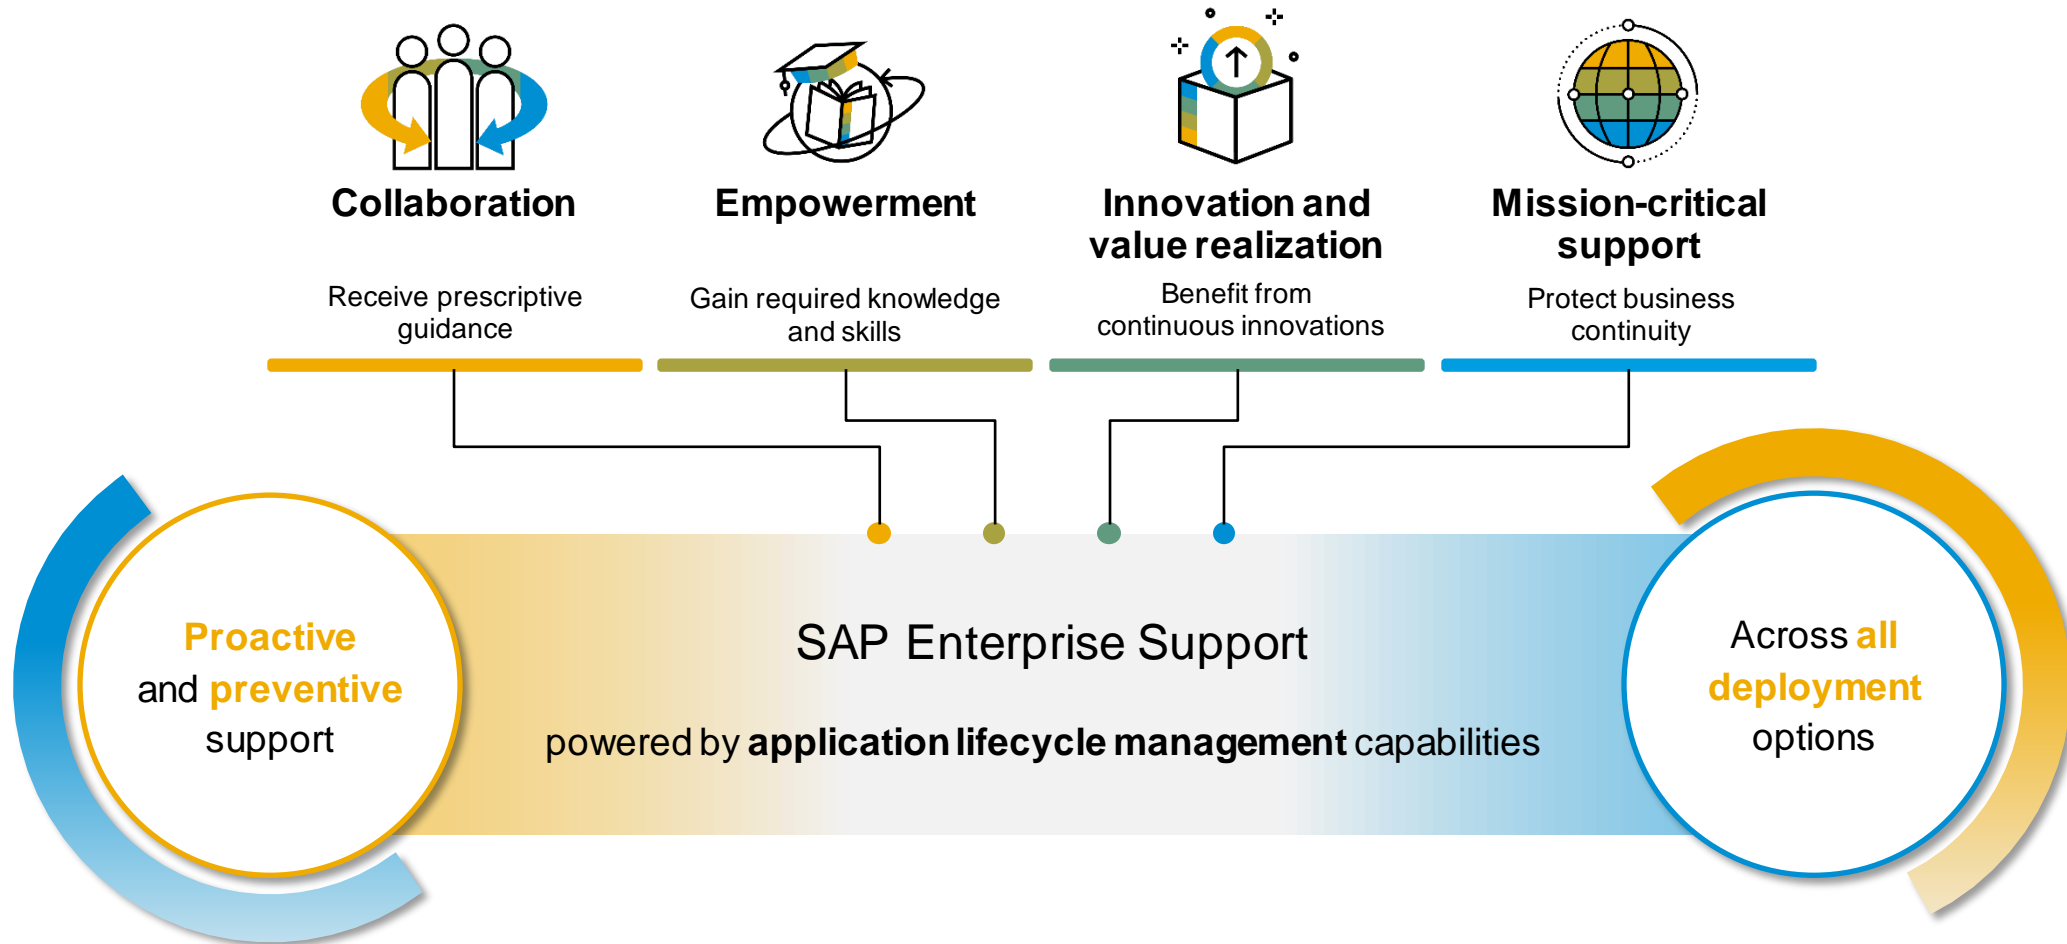 Collaboration
Receive prescriptive
guidance
Empowerment
Gain required knowledge
and skills
Innovation and
value realization
Benefit from
continuous innovations
Mission-critical
support
Protect business
continuity
Proactive
and preventive
support
SAP Enterprise Support
powered by application lifecycle management capabilities
Across all
deployment
options